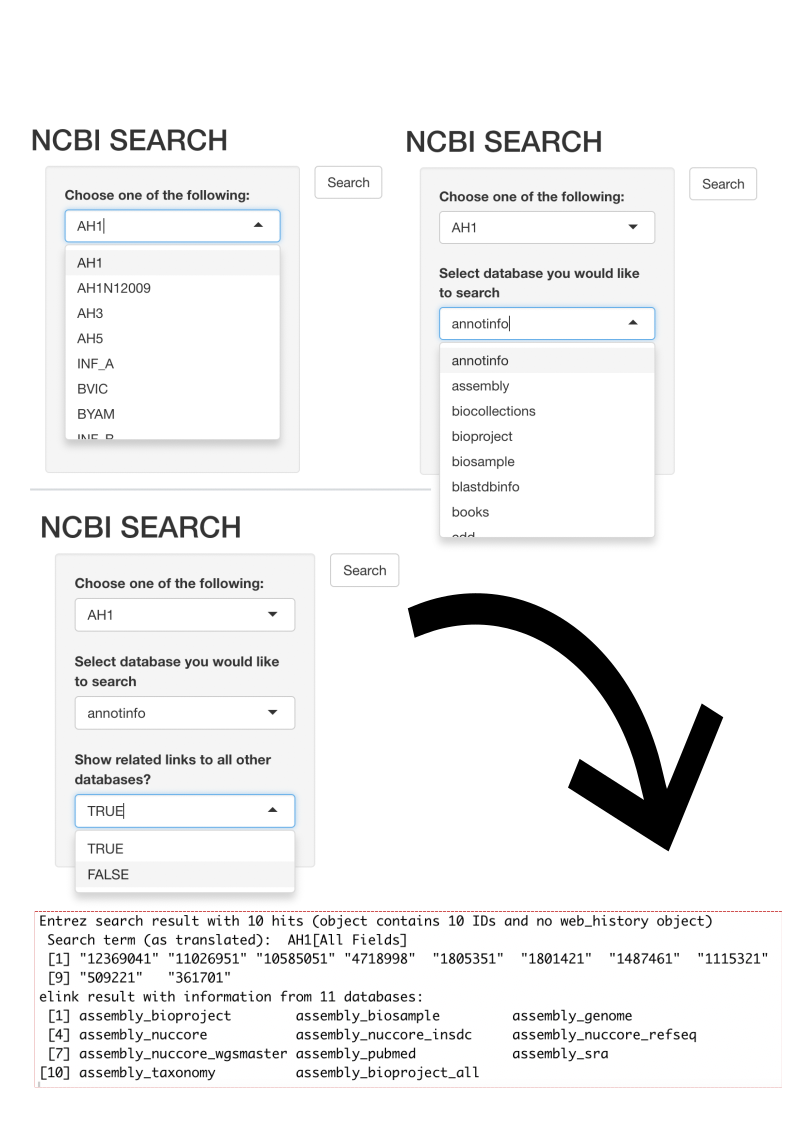 NCBI SEARCH
Choose one of the following:
AH1
AH1
AH1N12009
AH3
AH5
INF_A
BVIC
BYAM
INF_B
Search
NCBI SEARCH
Choose one of the following:
AH1
Select database you would like
to search
annotinfo
annotinfo
assembly
biocollections
bioproject
biosample
blastdbinfo
books
Search
NCBI SEARCH
Choose one of the following:
AH1
Select database you would like
to search
annotinfo
Show related links to all other
databases?
TRUE
TRUE
FALSE
Search
Entrez search result with 10 hits (object contains 10 IDs and no web_history object)
Search term (as translated): AH1[All Fields]
[1] "12369041" "11026951" "10585051" "4718998" "1805351" "1801421" "1487461" "1115321"
[9] "509221" "361701"
elink result with information from 11 databases:
[1] assembly_bioproject assembly_biosample assembly_genome
[4] assembly_nuccore assembly_nuccore_insdc assembly_nuccore_refseq
[7] assembly_nuccore_wgsmaster assembly_pubmed assembly_sra
[10] assembly_taxonomy assembly_bioproject_all